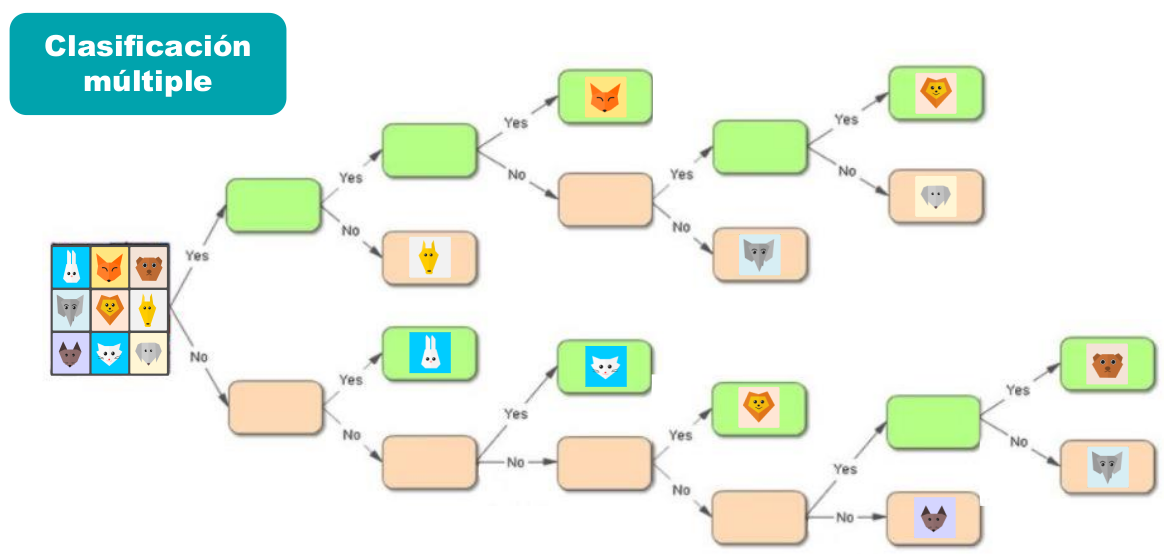 Clasificación
múltiple
Yes
Yes
Yes
Yes
No
Yes
No
No
No
Yes
No
No
Yes
Yes
No
Yes
No
Yes
No
Yes
No
No